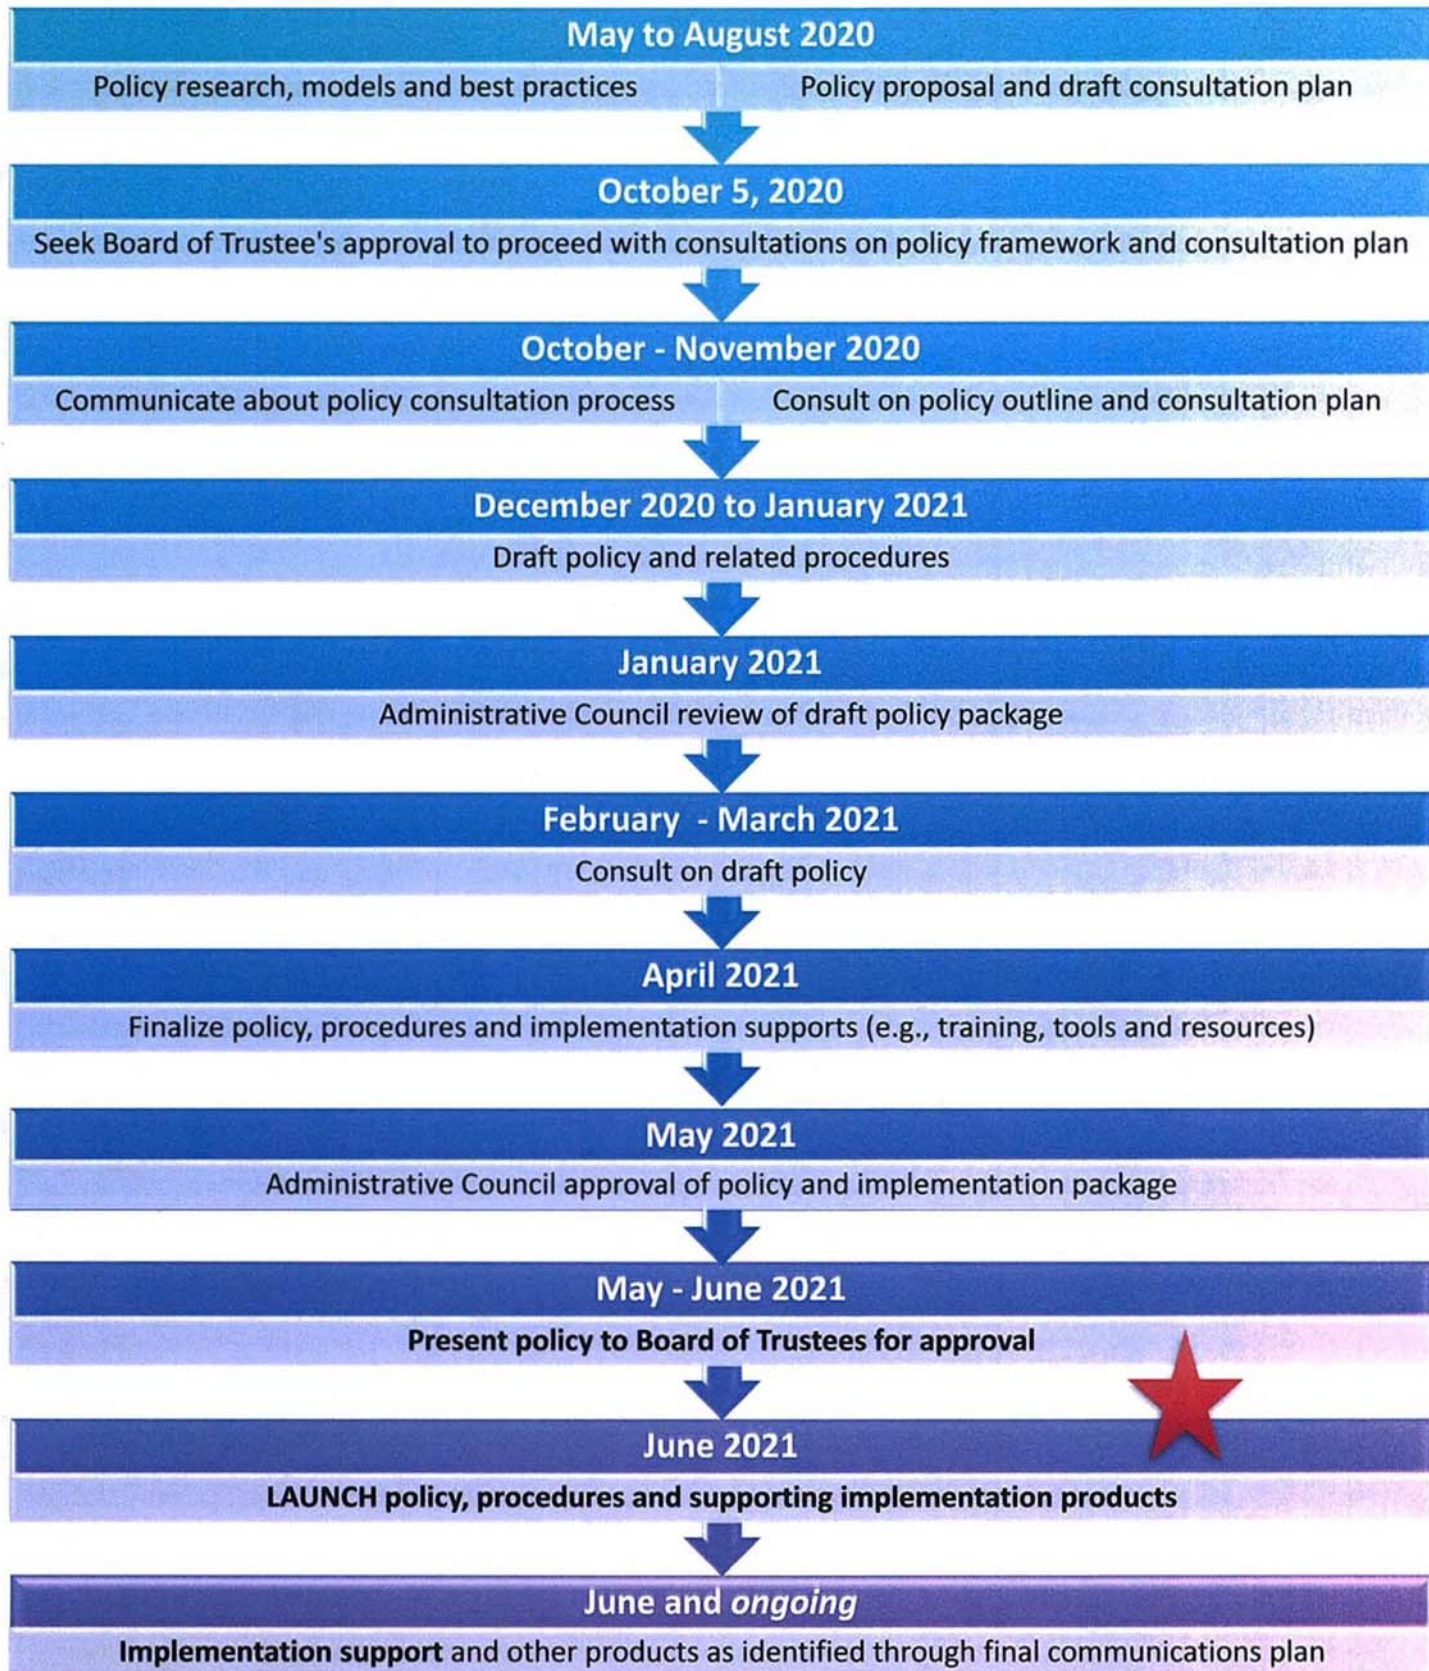 May to August 2020
Policy research, models and best practices
Policy proposal and draft consultation plan
October 5, 2020
Seek Board of Trustee's approval to proceed with consultations on policy framework and consultation plan
October - November 2020
Communicate about policy consultation process
Consult on policy outline and consultation plan
December 2020 to January 2021
Draft policy and related procedures
January 2021
Administrative Council review of draft policy package
February - March 2021
Consult on draft policy
April 2021
Finalize policy, procedures and implementation supports (e.g., training, tools and resources)
May 2021
Administrative Council approval of policy and implementation package
May - June 2021
Present policy to Board of Trustees for approval
June 2021
LAUNCH policy, procedures and supporting implementation products
June and ongoing
Implementation support and other products as identified through final communications plan